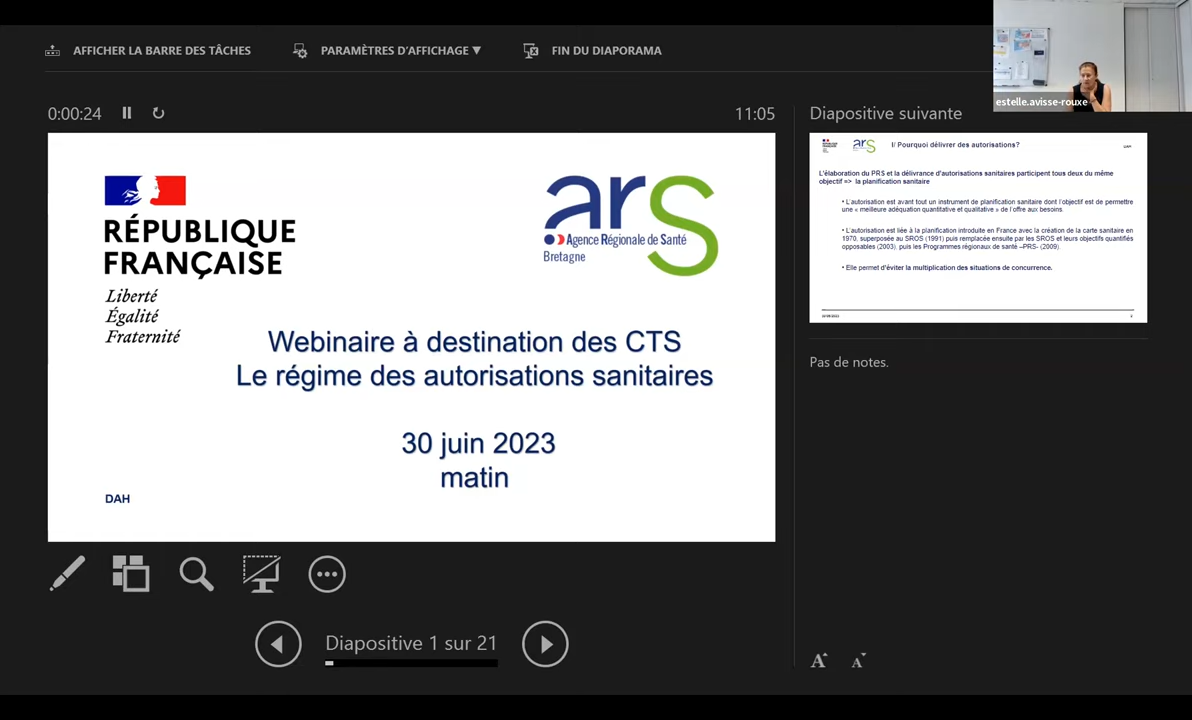 AFFICHER LA BARRE DES TÂCHES
PARAMÈTRES D'AFFICHAGE ▼
FIN DU DIAPORAMA
estelle.avisse-rouxe
0:00:24
11:05
RÉPUBLIQUE
FRANÇAISE
Liberté
Égalité
Fraternité
ars
Agence Régionale de Santé
Bretagne
Webinaire à destination des CTS
Le régime des autorisations sanitaires
30 juin 2023
matin
DAH
Diapositive 1 sur 21
Diapositive suivante
ars
I/ Pourquoi délivrer des autorisations?
DAH
L'élaboration du PRS et la délivrance d'autorisations sanitaires participent tous deux du même
objectif => la planification sanitaire
• L'autorisation est avant tout un instrument de planification sanitaire dont l'objectif est de permettre
une « meilleure adéquation quantitative et qualitative » de l'offre aux besoins.
• L'autorisation est liée à la planification introduite en France avec la création de la carte sanitaire en
1970, superposée au SROS (1991) puis remplacée ensuite par les SROS et leurs objectifs quantifiés
opposables (2003), puis les Programmes régionaux de santé –PRS- (2009).
• Elle permet d'éviter la multiplication des situations de concurrence.
2
Pas de notes.
A A